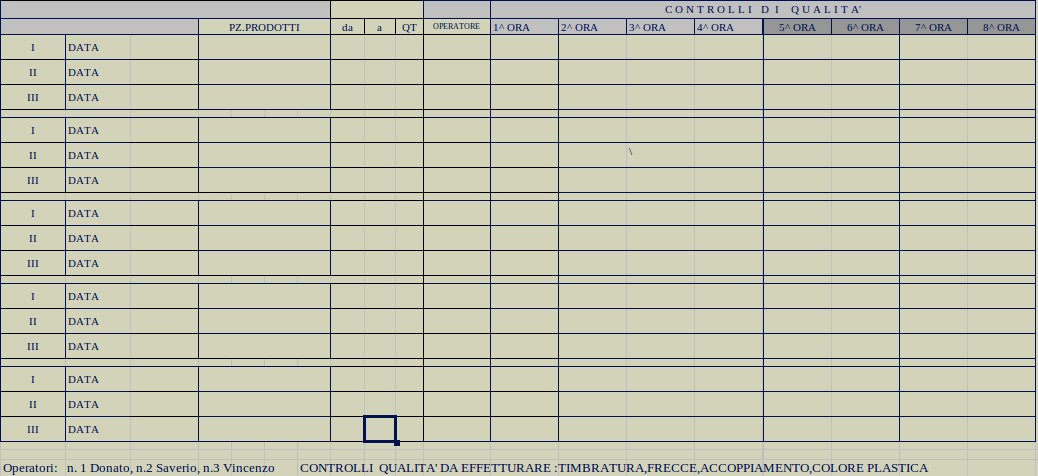 CONTROLLI DI QUALITA'
PZ.PRODOTTI da a QT OPERATORE 1^ ORA 2^ ORA 3^ ORA 4^ ORA 5^ ORA 6^ ORA 7^ ORA 8^ ORA
I DATA
II DATA
III DATA
I DATA
II DATA \
III DATA
I DATA
II DATA
III DATA
I DATA
II DATA
III DATA
I DATA
II DATA
III DATA
Operatori: n. 1 Donato, n.2 Saverio, n.3 Vincenzo CONTROLLI QUALITA' DA EFFETTURARE :TIMBRATURA,FRECCE,ACCOPPIAMENTO,COLORE PLASTICA